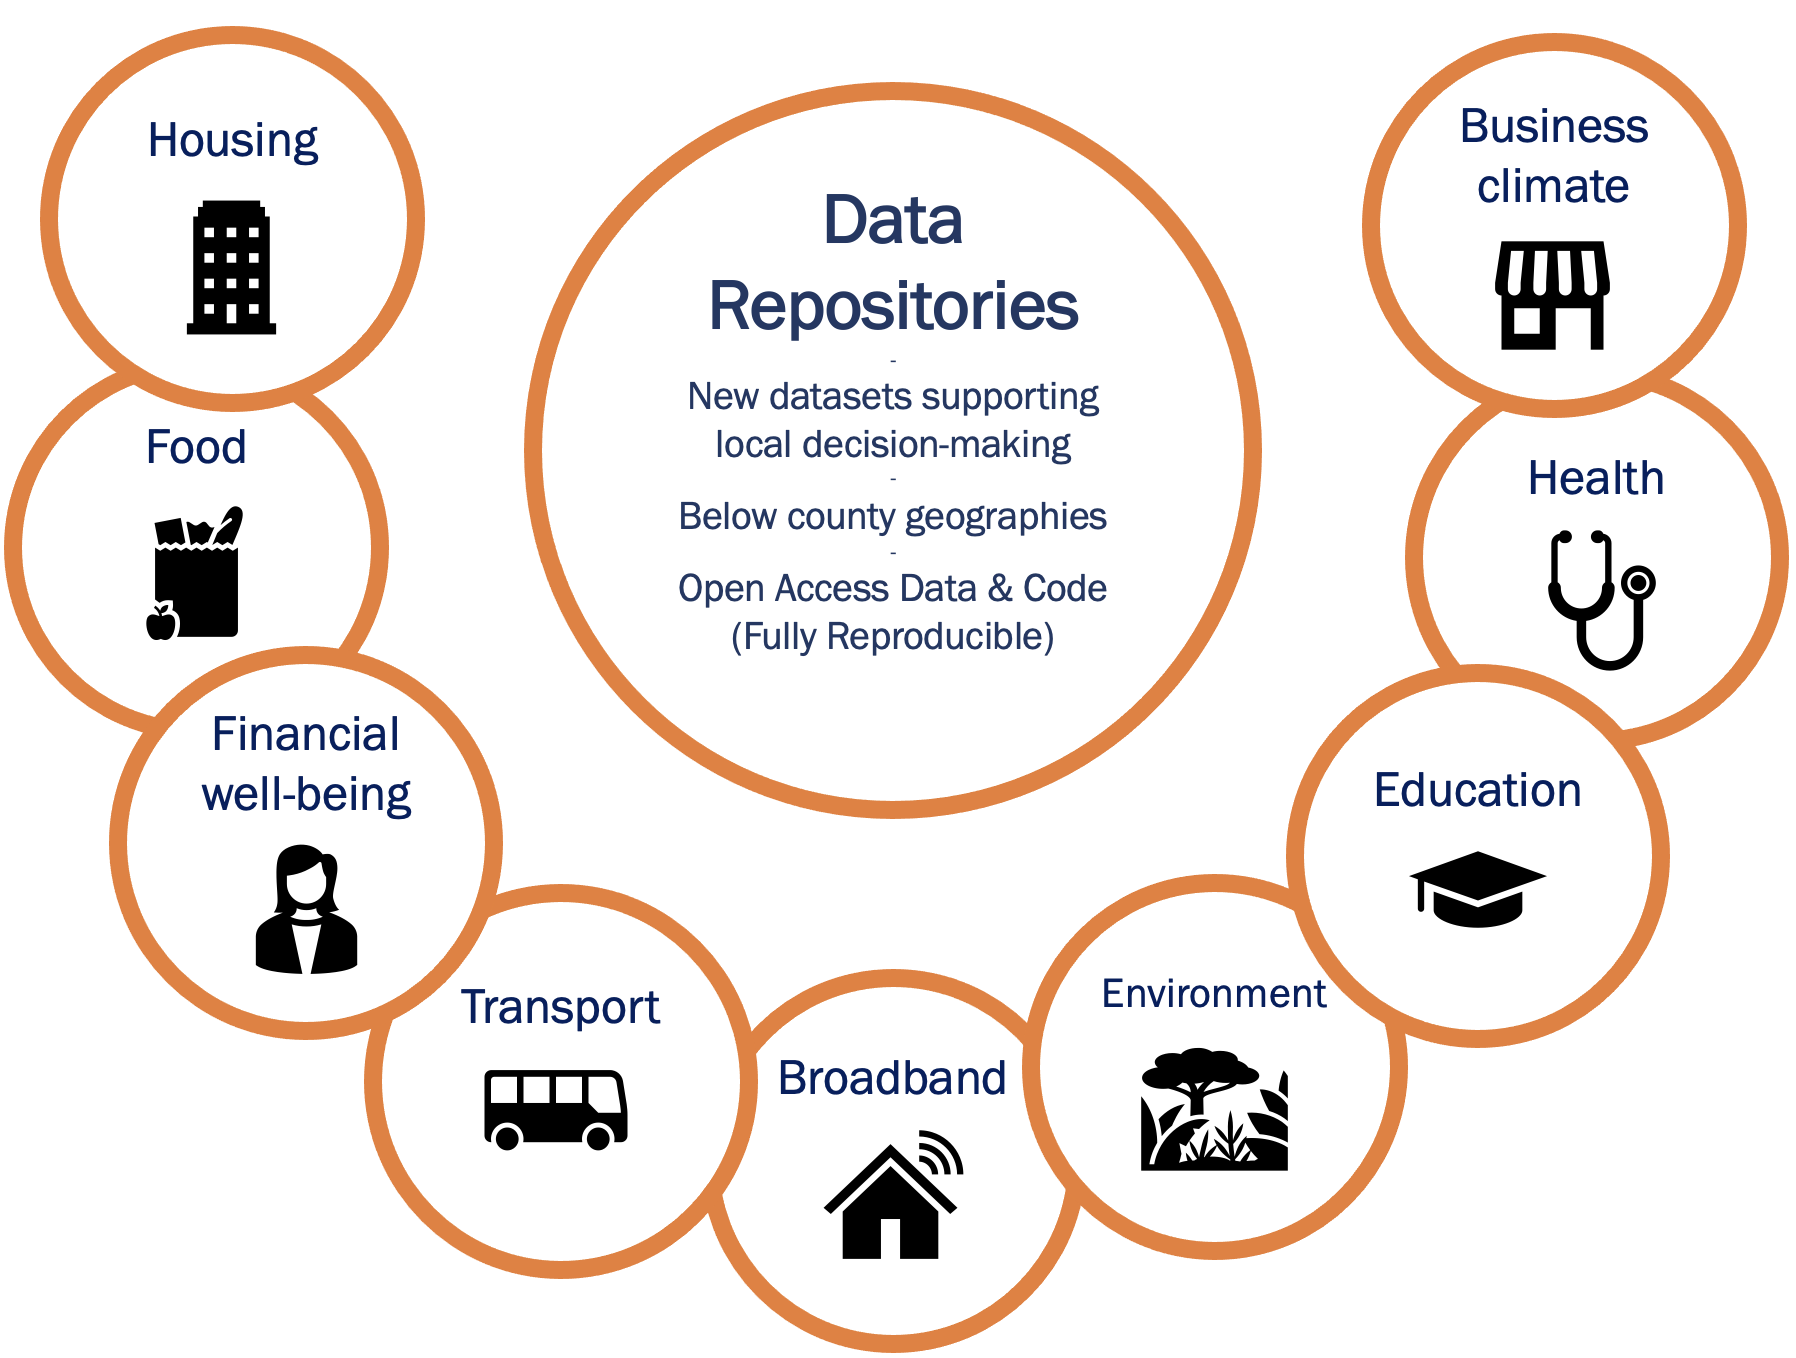 Housing
Food
Financial
well-being
Transport
Broadband
Environment
Education
Health
Business
climate
Data
Repositories
-
New datasets supporting
local decision-making
-
Below county geographies
-
Open Access Data & Code
(Fully Reproducible)